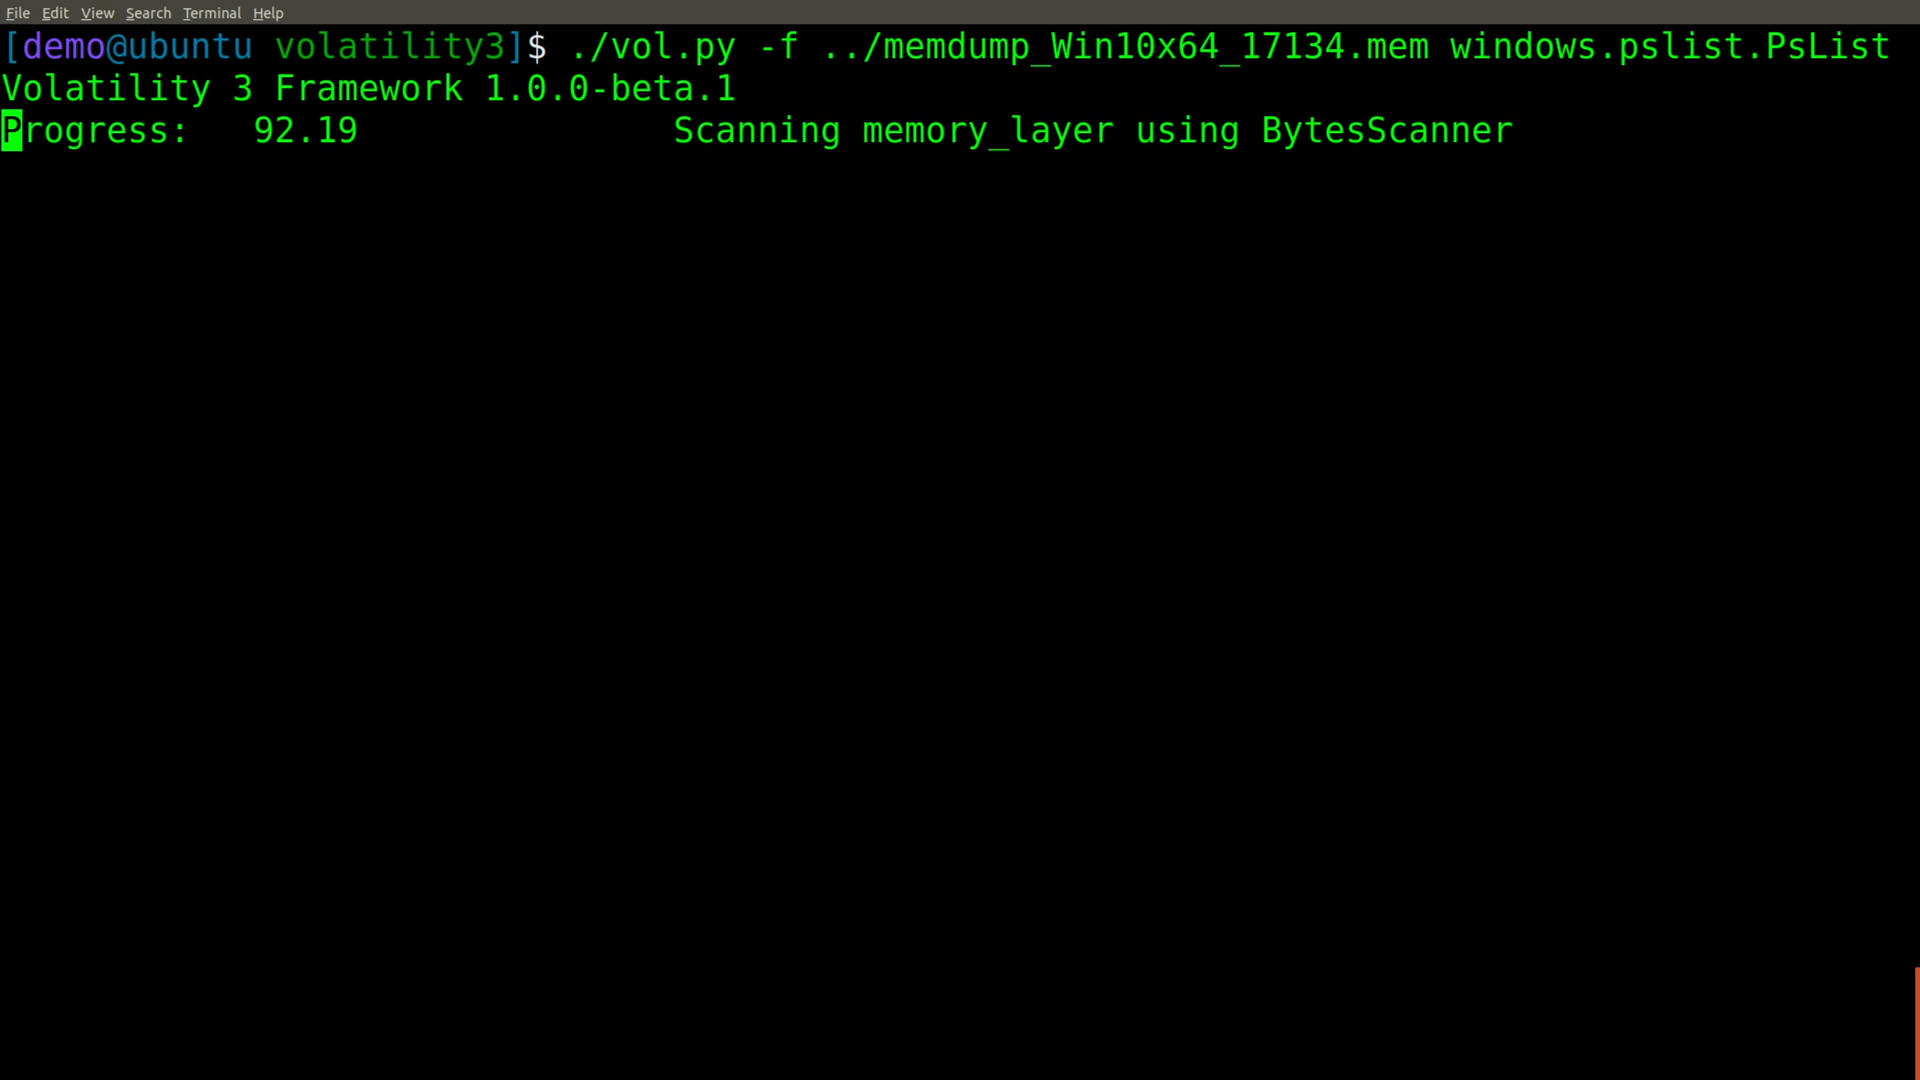 File Edit View Search Terminal Help
[demo@ubuntu volatility3]$ ./vol.py -f ../memdump_Win10x64_17134.mem windows.pslist.PsList
Volatility 3 Framework 1.0.0-beta.1
Progress:   92.19               Scanning memory_layer using BytesScanner